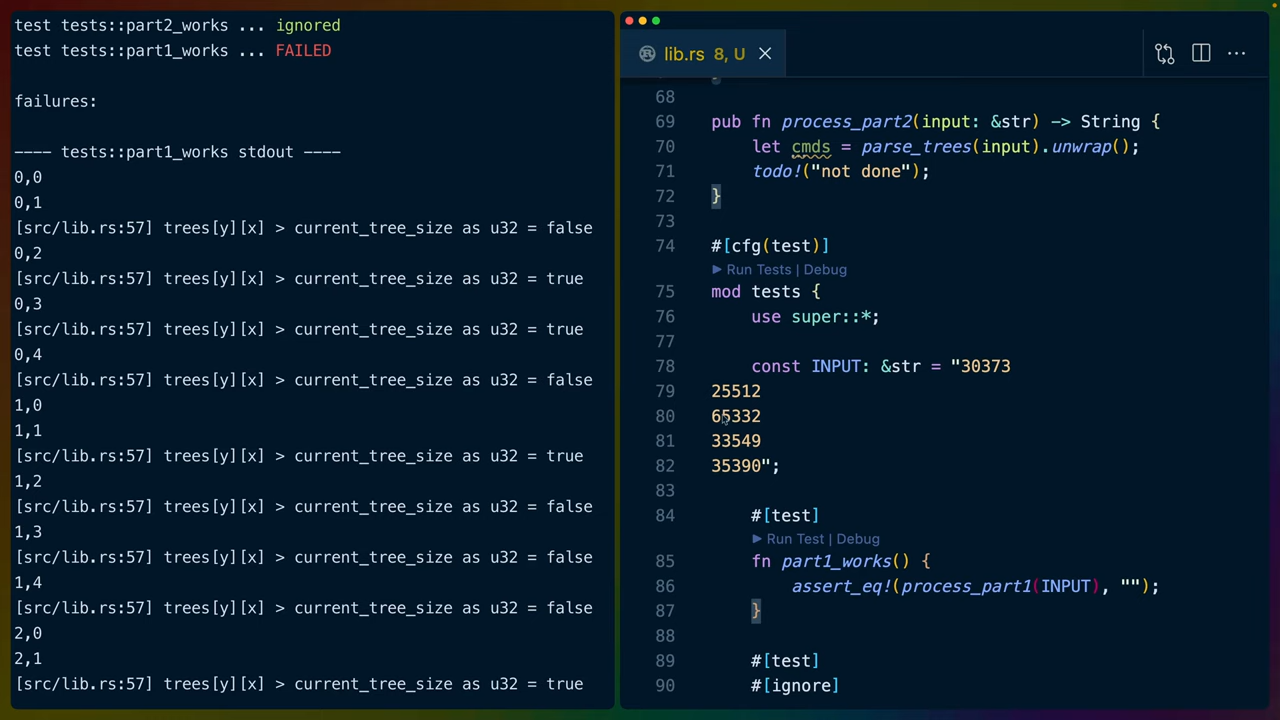 test tests::part2_works ... ignored
test tests::part1_works ... FAILED
failures:
---- tests::part1_works stdout ----
0,0
0,1
[src/lib.rs:57] trees[y][x] > current_tree_size as u32 = false
0,2
[src/lib.rs:57] trees[y][x] > current_tree_size as u32 = true
0,3
[src/lib.rs:57] trees[y][x] > current_tree_size as u32 = true
0,4
[src/lib.rs:57] trees[y][x] > current_tree_size as u32 = false
1,0
1,1
[src/lib.rs:57] trees[y][x] > current_tree_size as u32 = true
1,2
[src/lib.rs:57] trees[y][x] > current_tree_size as u32 = false
1,3
[src/lib.rs:57] trees[y][x] > current_tree_size as u32 = false
1,4
[src/lib.rs:57] trees[y][x] > current_tree_size as u32 = false
2,0
2,1
[src/lib.rs:57] trees[y][x] > current_tree_size as u32 = true
lib.rs 8, U
68
69 pub fn process_part2(input: &str) -> String {
70 let cmds = parse_trees(input).unwrap();
71 todo!("not done");
72 }
73
74 #[cfg(test)]
Run Tests | Debug
75 mod tests {
76 use super::*;
77
78 const INPUT: &str = "30373
79 25512
80 65332
81 33549
82 35390";
83
84 #[test]
Run Test | Debug
85 fn part1_works() {
86 assert_eq!(process_part1(INPUT), "");
87 }
88
89 #[test]
90 #[ignore]